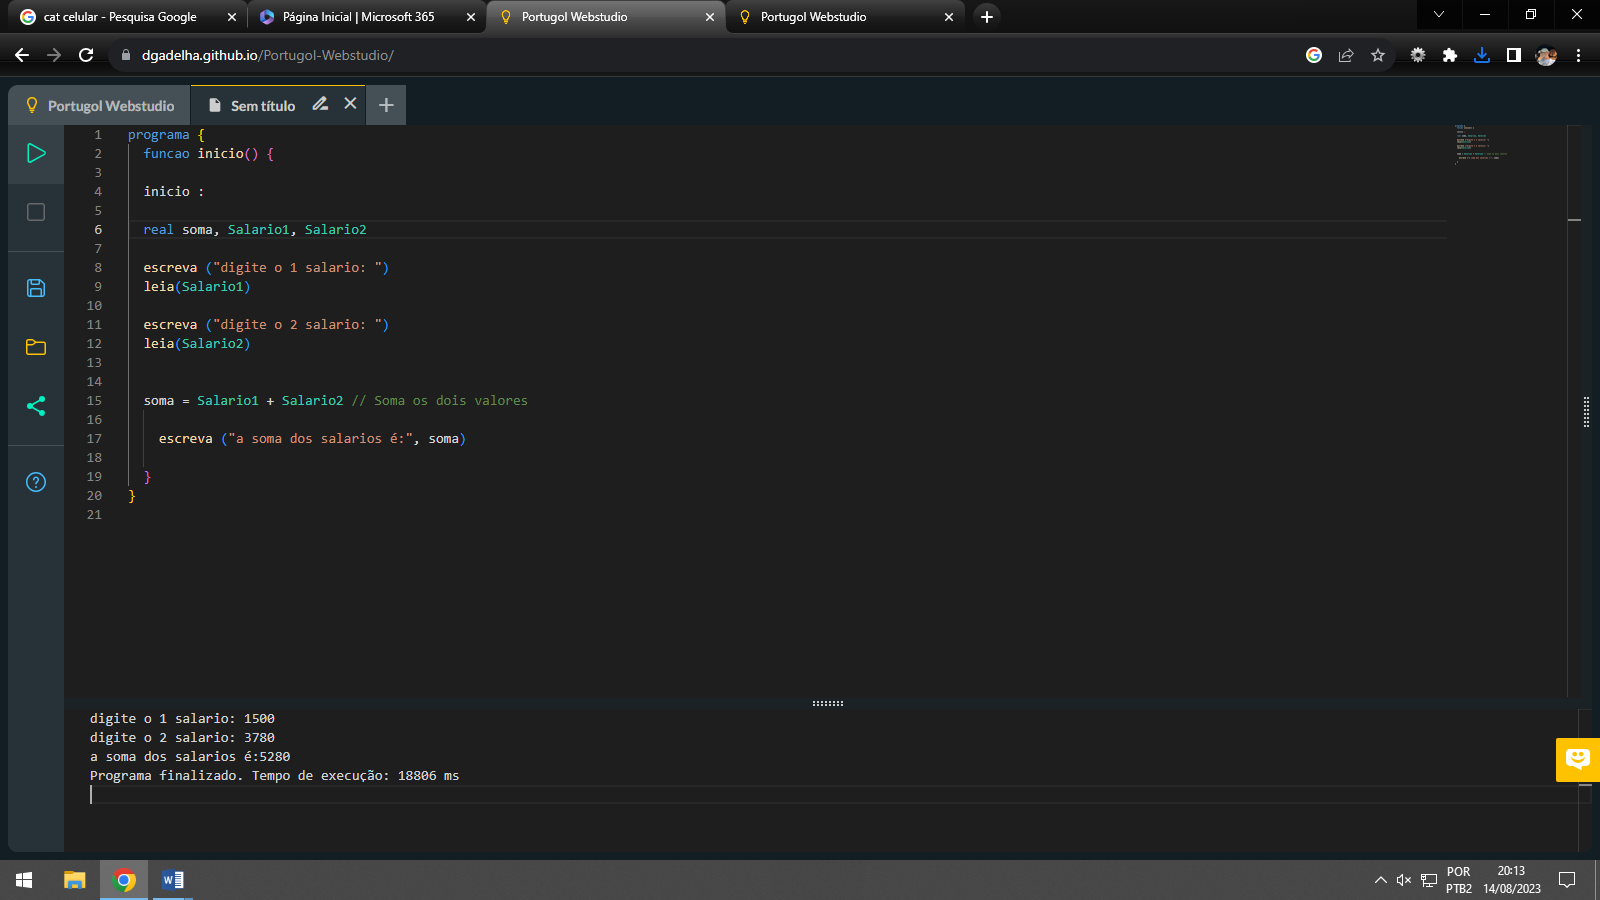 cat celular - Pesquisa Google
Página Inicial | Microsoft 365
Portugol Webstudio
Portugol Webstudio
dgadelha.github.io/Portugol-Webstudio/
Portugol Webstudio
Sem título
1 programa {
2 funcao inicio() {
3
4 inicio :
5
6 real soma, Salario1, Salario2
7
8 escreva ("digite o 1 salario: ")
9 leia(Salario1)
10
11 escreva ("digite o 2 salario: ")
12 leia(Salario2)
13
14
15 soma = Salario1 + Salario2 // Soma os dois valores
16
17 escreva ("a soma dos salarios é:", soma)
18
19 }
20 }
21
digite o 1 salario: 1500
digite o 2 salario: 3780
a soma dos salarios é:5280
Programa finalizado. Tempo de execução: 18806 ms
POR
PTB2
20:13
14/08/2023